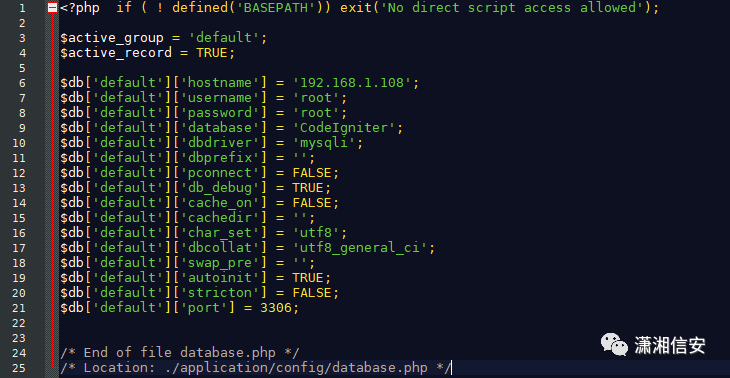 1 <?php  if ( ! defined('BASEPATH')) exit('No direct script access allowed');
2
3 $active_group = 'default';
4 $active_record = TRUE;
5
6 $db['default']['hostname'] = '192.168.1.108';
7 $db['default']['username'] = 'root';
8 $db['default']['password'] = 'root';
9 $db['default']['database'] = 'CodeIgniter';
10 $db['default']['dbdriver'] = 'mysqli';
11 $db['default']['dbprefix'] = '';
12 $db['default']['pconnect'] = FALSE;
13 $db['default']['db_debug'] = TRUE;
14 $db['default']['cache_on'] = FALSE;
15 $db['default']['cachedir'] = '';
16 $db['default']['char_set'] = 'utf8';
17 $db['default']['dbcollat'] = 'utf8_general_ci';
18 $db['default']['swap_pre'] = '';
19 $db['default']['autoinit'] = TRUE;
20 $db['default']['stricton'] = FALSE;
21 $db['default']['port'] = 3306;
22
23
24 /* End of file database.php */
25 /* Location: ./application/config/database.php */
潇湘信安